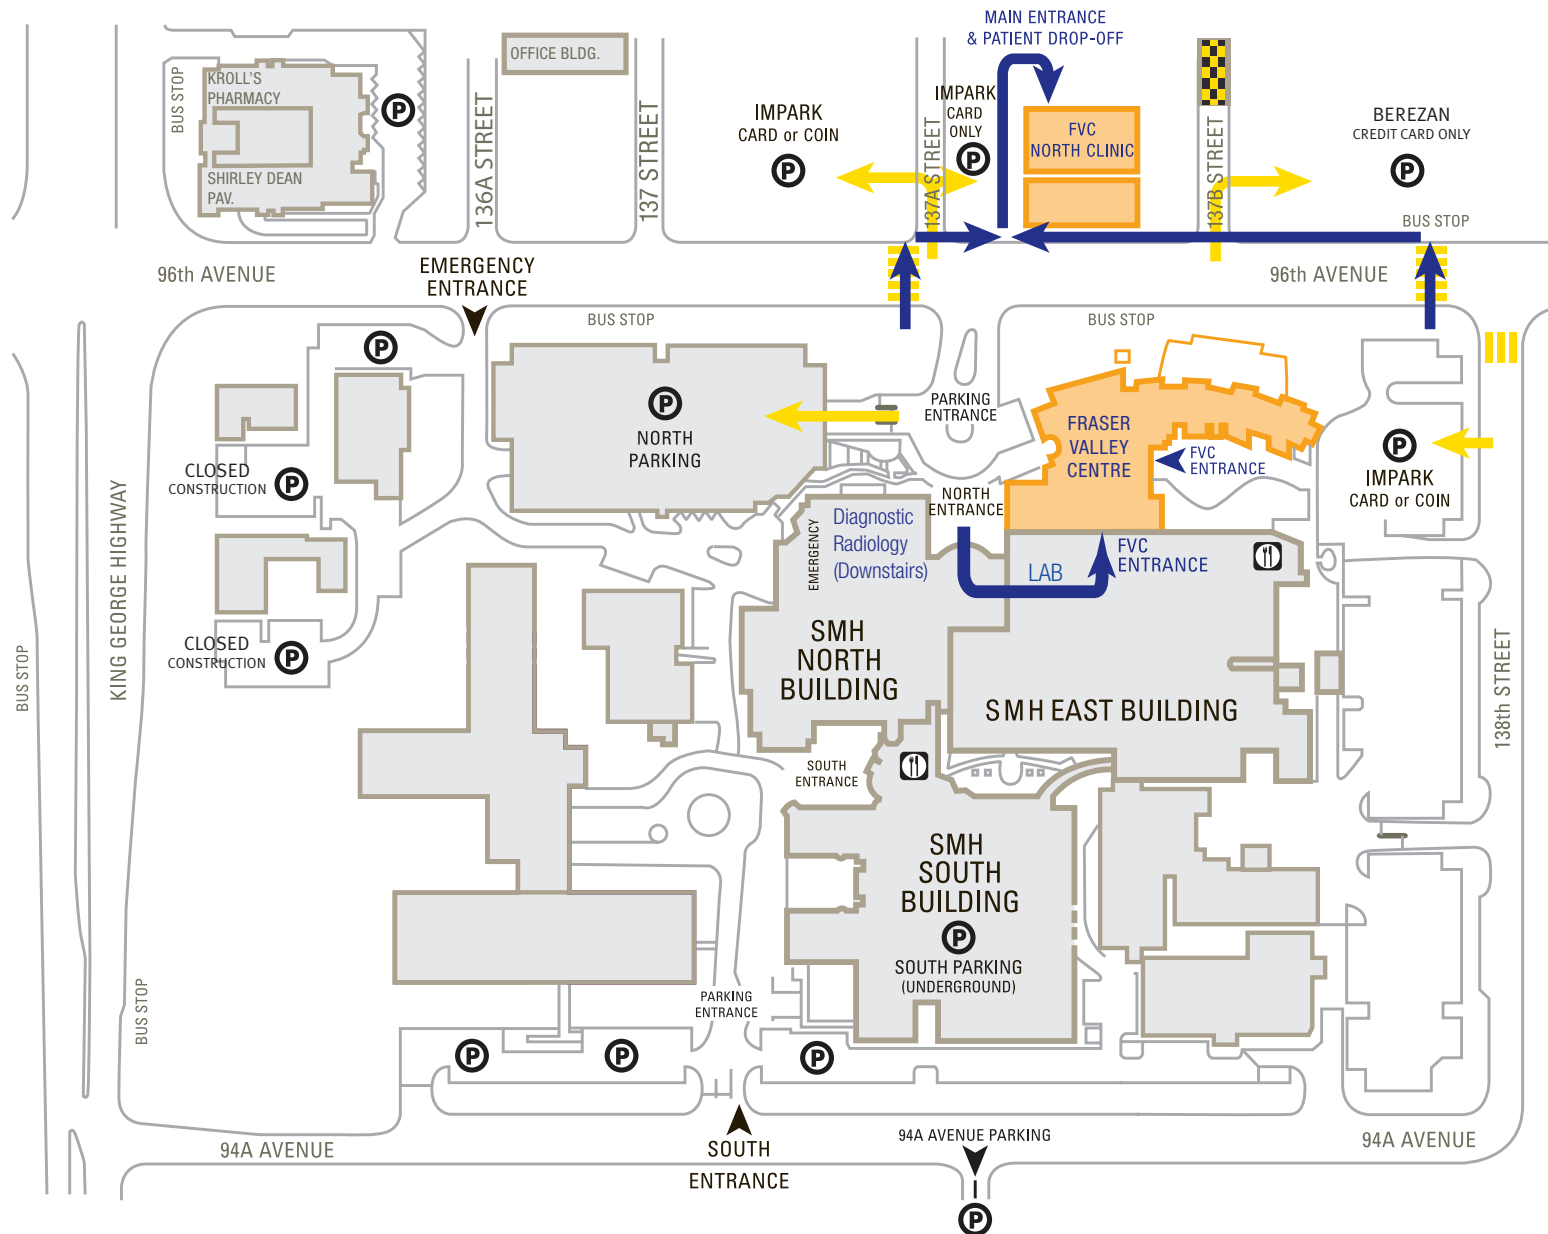 MAIN ENTRANCE
& PATIENT DROP-OFF
OFFICE BLDG.
KROLL'S
PHARMACY
SHIRLEY DEAN
PAV.
BUS STOP
P
136A STREET
137 STREET
IMPARK
CARD or COIN
P
IMPARK
CARD
ONLY
P
137A STREET
FVC
NORTH CLINIC
137B STREET
BEREZAN
CREDIT CARD ONLY
P
BUS STOP
96th AVENUE
EMERGENCY
ENTRANCE
96th AVENUE
BUS STOP
BUS STOP
P
P
NORTH
PARKING
PARKING
ENTRANCE
FRASER
VALLEY
CENTRE
FVC
ENTRANCE
P
IMPARK
CARD or COIN
CLOSED
CONSTRUCTION
P
NORTH
ENTRANCE
EMERGENCY
Diagnostic
Radiology
(Downstairs)
LAB
FVC
ENTRANCE
KING GEORGE HIGHWAY
CLOSED
CONSTRUCTION
P
BUS STOP
SMH
NORTH
BUILDING
SMH EAST BUILDING
138th STREET
SOUTH
ENTRANCE
SMH
SOUTH
BUILDING
P
SOUTH PARKING
(UNDERGROUND)
BUS STOP
PARKING
ENTRANCE
P
P
P
94A AVENUE
SOUTH
ENTRANCE
94A AVENUE PARKING
P
94A AVENUE